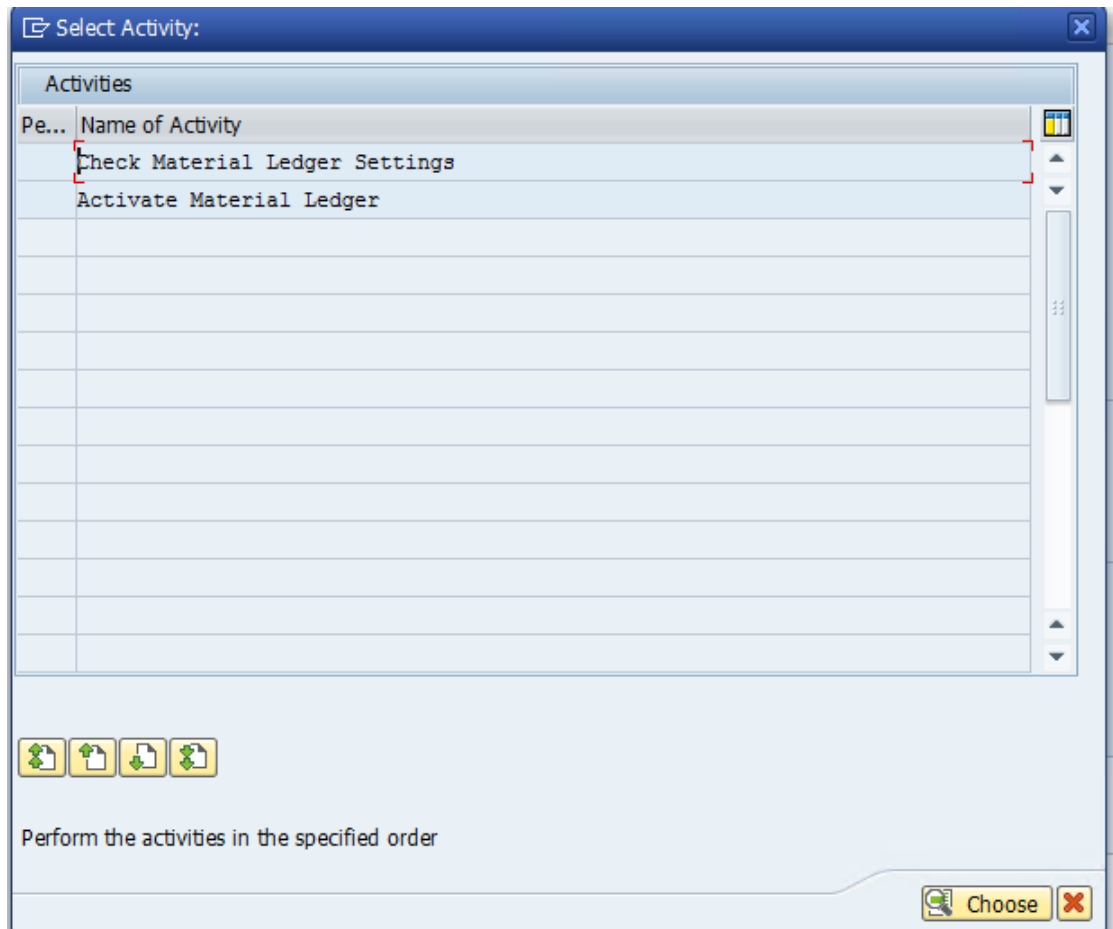 Select Activity:
Activities
Pe... Name of Activity
Check Material Ledger Settings
Activate Material Ledger
Perform the activities in the specified order
Choose